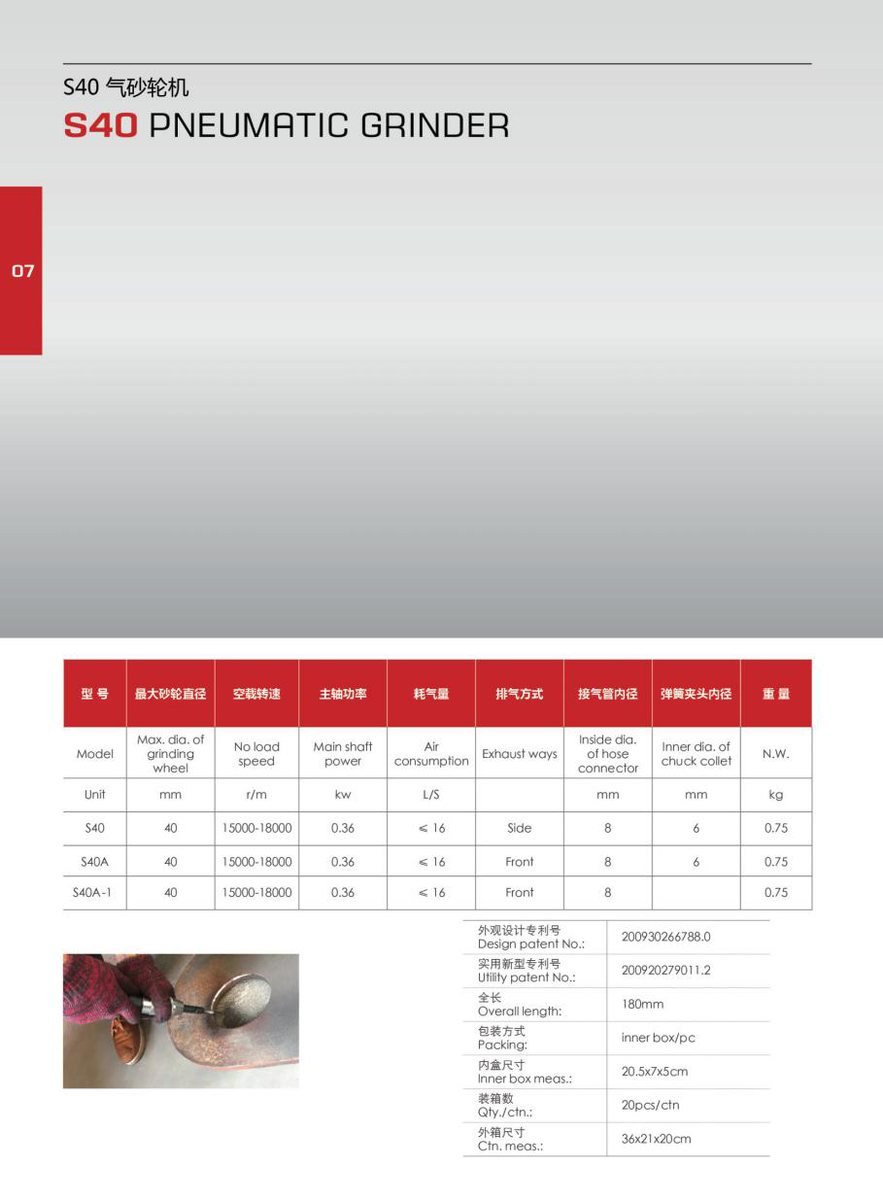 S40 气砂轮机
S40 PNEUMATIC GRINDER
07
型 号 最大砂轮直径 空载转速 主轴功率 耗气量 排气方式 接气管内径 弹簧夹头内径 重 量
Model Max. dia. of grinding wheel No load speed Main shaft power Air consumption Exhaust ways Inside dia. of hose connector Inner dia. of chuck collet N.W.
Unit mm r/m kw L/S mm mm kg
S40 40 15000-18000 0.36 ⩽ 16 Side 8 6 0.75
S40A 40 15000-18000 0.36 ⩽ 16 Front 8 6 0.75
S40A-1 40 15000-18000 0.36 ⩽ 16 Front 8 0.75
外观设计专利号
Design patent No.: 200930266788.0
实用新型专利号
Utility patent No.: 200920279011.2
全长
Overall length: 180mm
包装方式
Packing: inner box/pc
内盒尺寸
Inner box meas.: 20.5x7x5cm
装箱数
Qty./ctn.: 20pcs/ctn
外箱尺寸
Ctn. meas.: 36x21x20cm